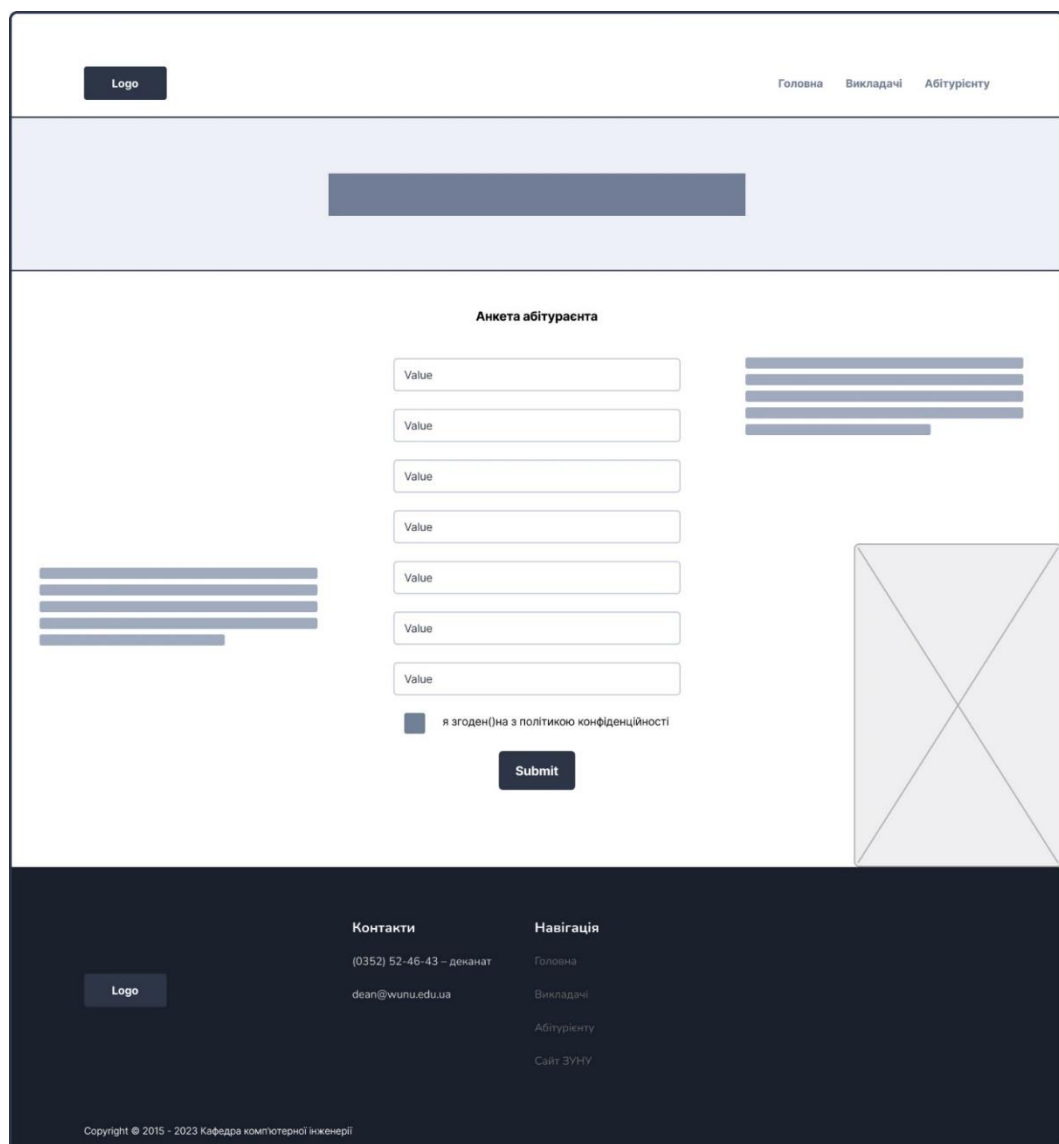 Logo
Головна Викладачі Абітурієнту
Анкета абітураєнта
Value
Value
Value
Value
Value
Value
Value
я згоден()на з політикою конфіденційності
Submit
Контакти
(0352) 52-46-43 – деканат
dean@wunu.edu.ua
Навігація
Головна
Викладачі
Абітурієнту
Сайт ЗУНУ
Logo
Copyright © 2015 - 2023 Кафедра комп'ютерної інженерії